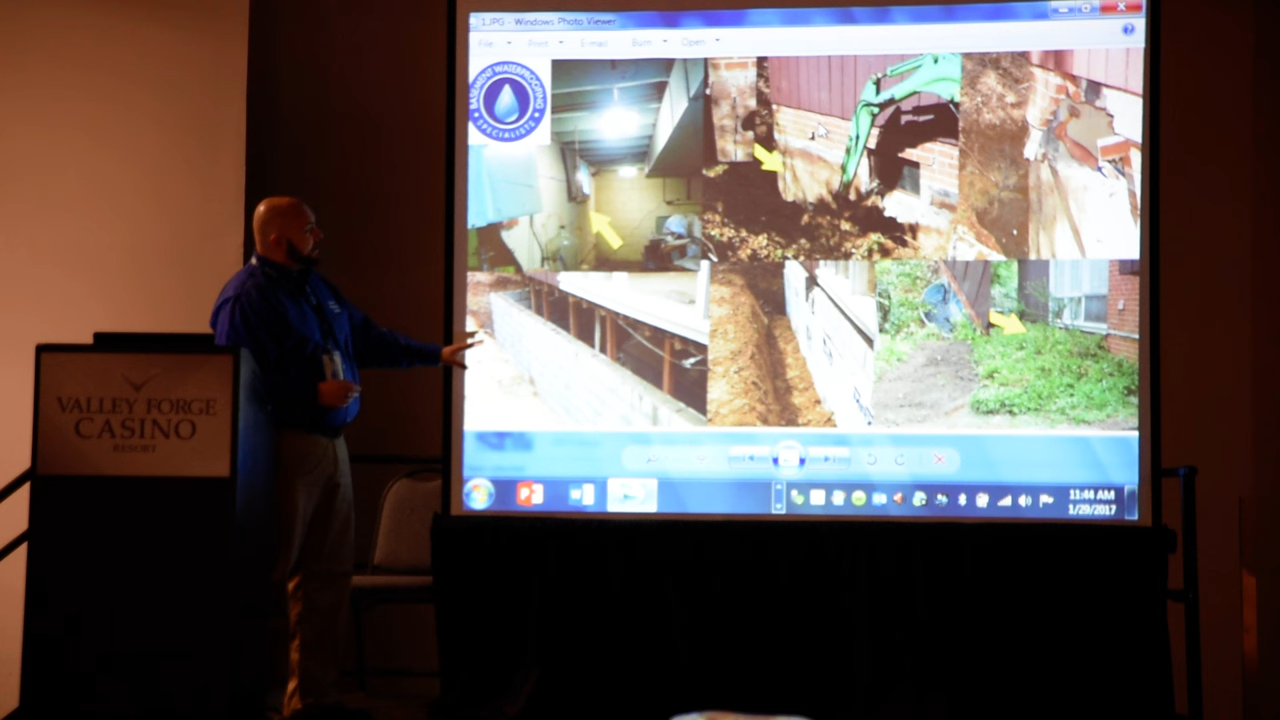 1.JPG - Windows Photo Viewer
File Print E-mail Burn Open
BASEMENT WATERPROOFING
SPECIALISTS
VALLEY FORGE
CASINO
RESORT
11:44 AM
1/29/2017